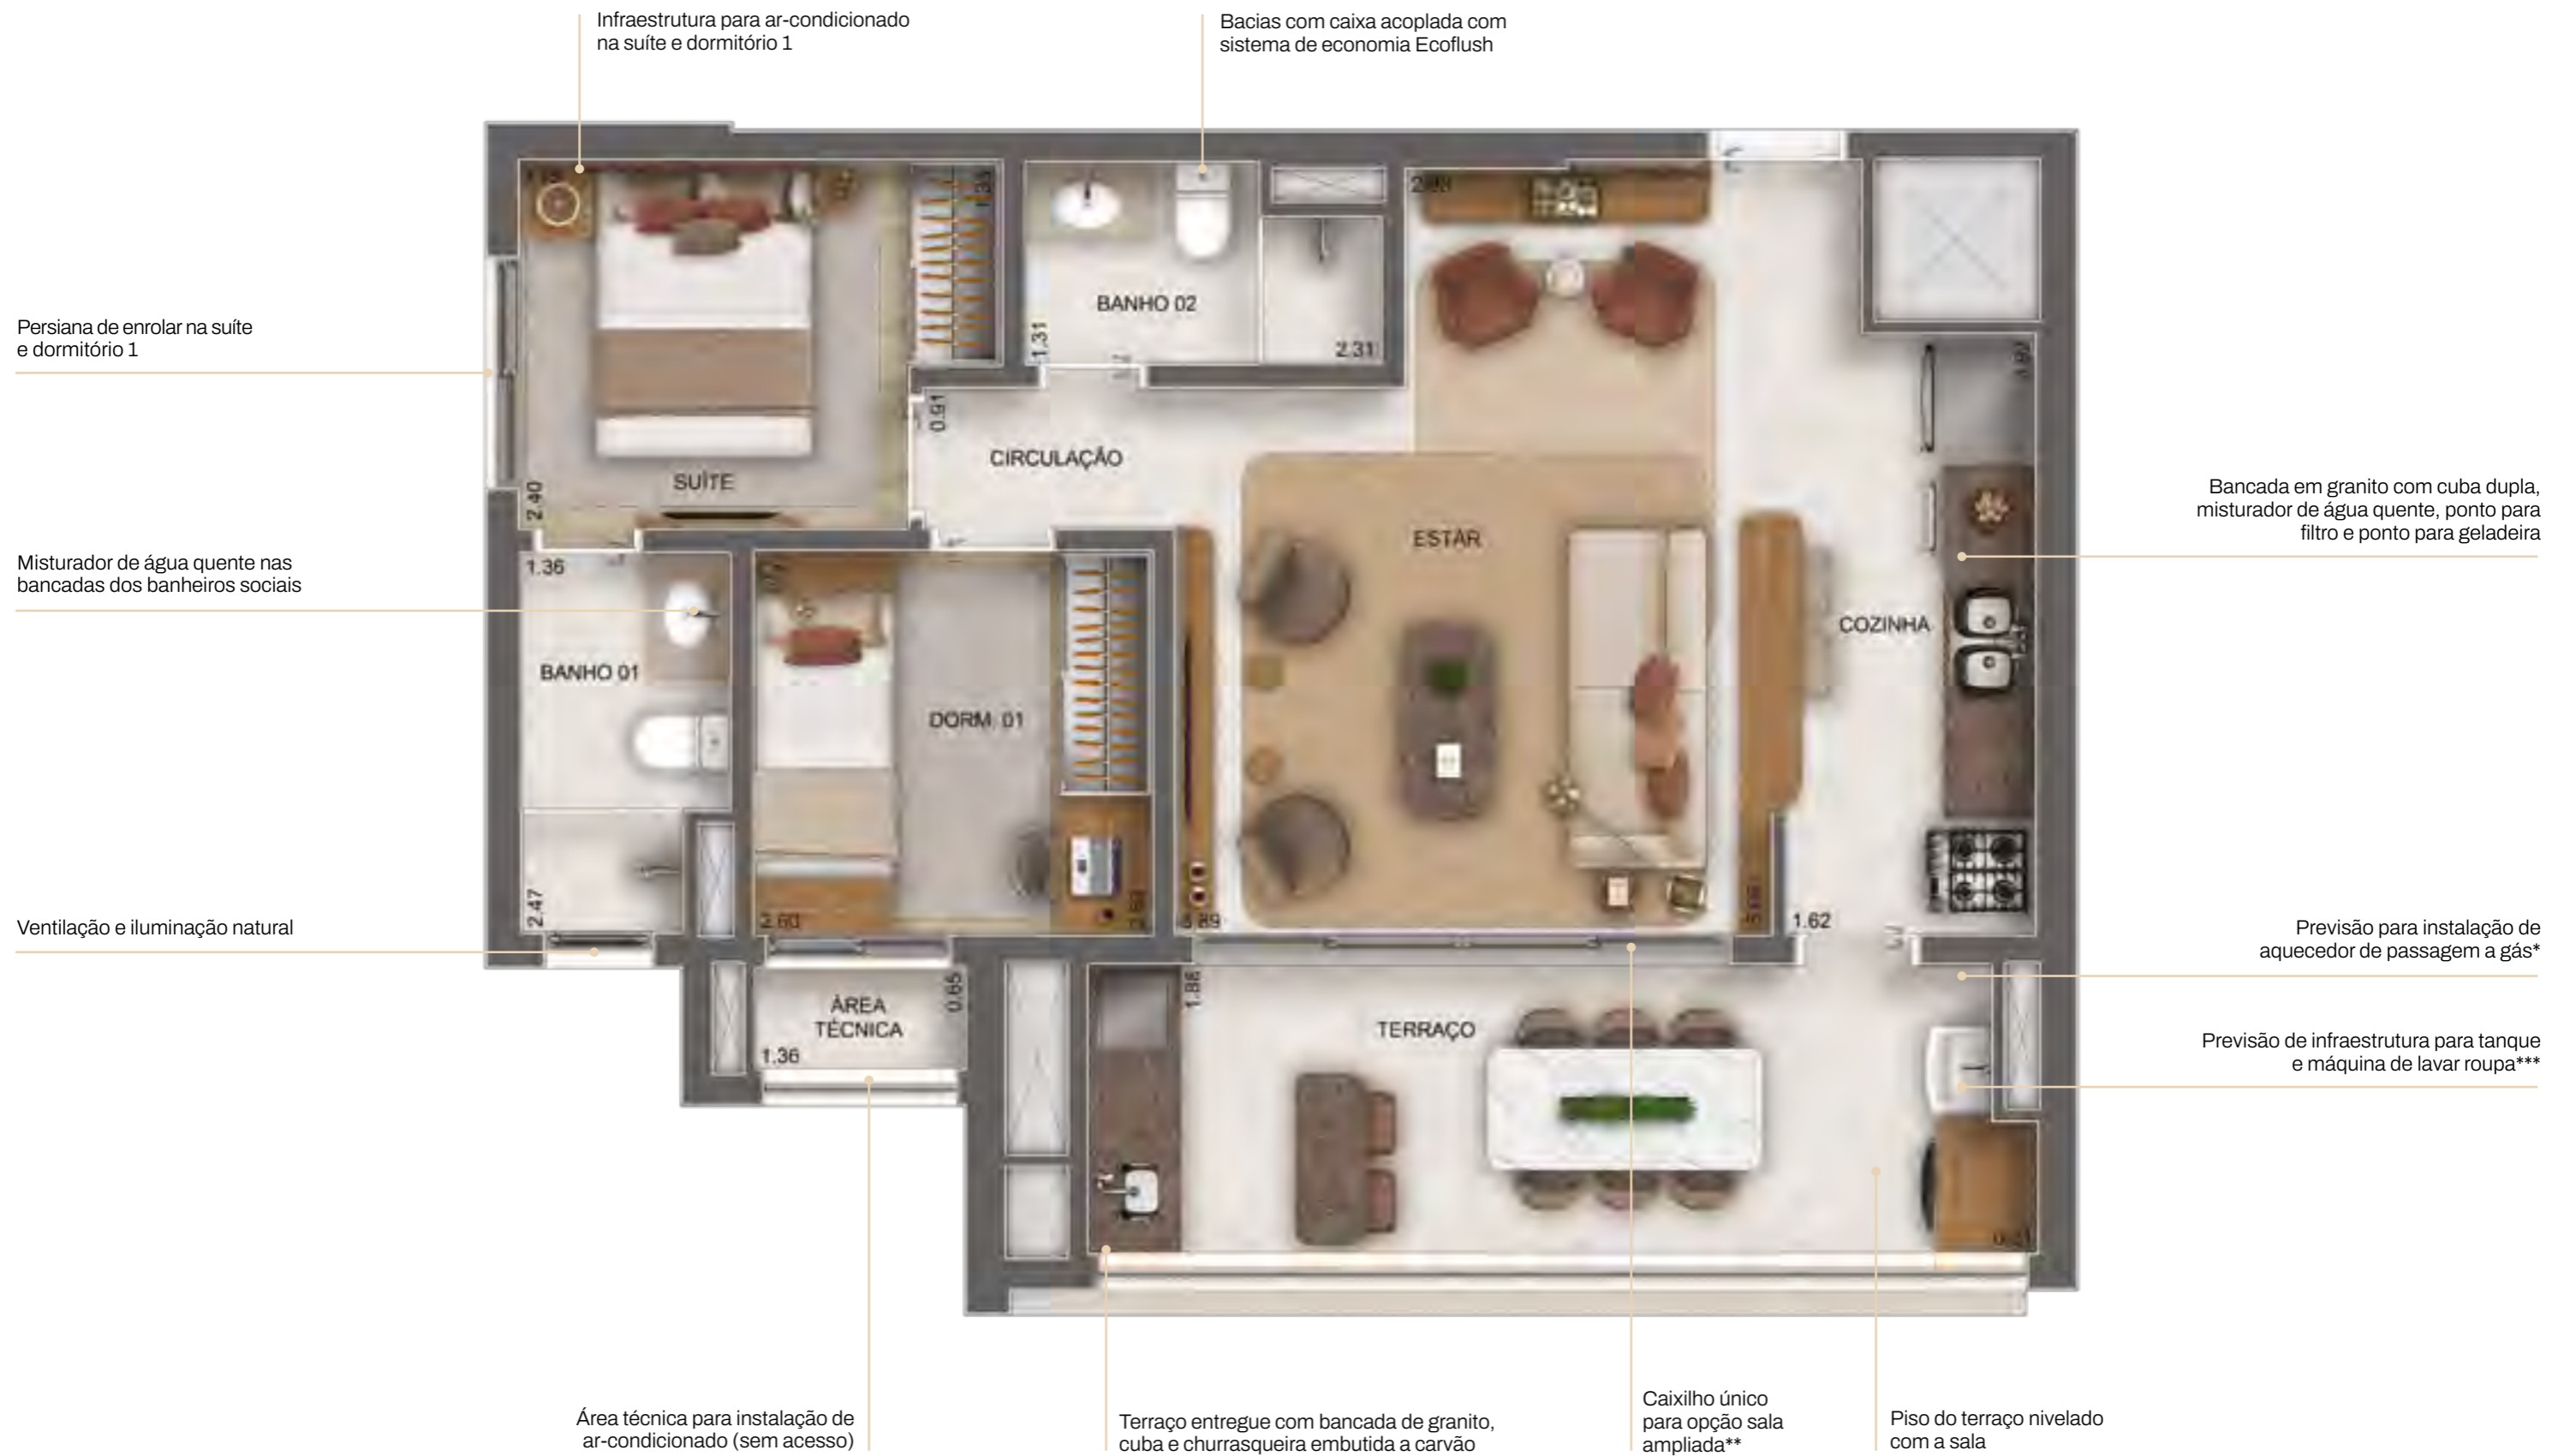 Infraestrutura para ar-condicionado
na suíte e dormitório 1
Bacias com caixa acoplada com
sistema de economia Ecoflush
Persiana de enrolar na suíte
e dormitório 1
Misturador de água quente nas
bancadas dos banheiros sociais
Ventilação e iluminação natural
BANHO 02
1.31
2.31
0.91
CIRCULAÇÃO
SUÍTE
2.40
1.36
BANHO 01
2.47
DORM. 01
2.60
ESTAR
COZINHA
1.62
ÁREA
TÉCNICA
0.65
1.36
1.86
TERRAÇO
Bancada em granito com cuba dupla,
misturador de água quente, ponto para
filtro e ponto para geladeira
Previsão para instalação de
aquecedor de passagem a gás*
Previsão de infraestrutura para tanque
e máquina de lavar roupa***
Área técnica para instalação de
ar-condicionado (sem acesso)
Terraço entregue com bancada de granito,
cuba e churrasqueira embutida a carvão
Caixilho único
para opção sala
ampliada**
Piso do terraço nivelado
com a sala